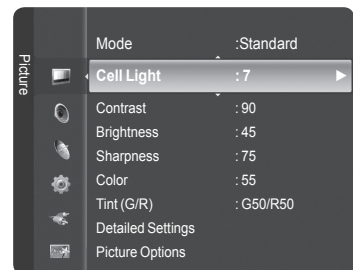 Picture
Mode :Standard
Cell Light : 7
Contrast : 90
Brightness : 45
Sharpness : 75
Color : 55
Tint (G/R) : G50/R50
Detailed Settings
Picture Options